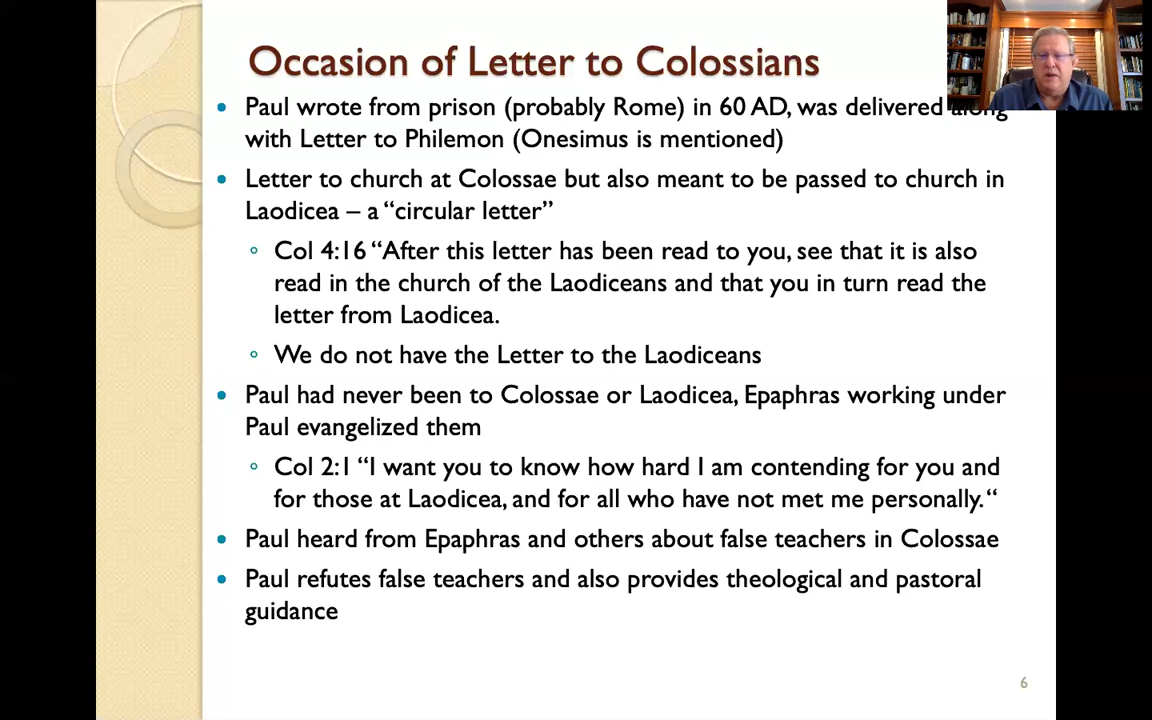 Occasion of Letter to Colossians
• Paul wrote from prison (probably Rome) in 60 AD, was delivered along
with Letter to Philemon (Onesimus is mentioned)
• Letter to church at Colossae but also meant to be passed to church in
Laodicea – a “circular letter”
◦ Col 4:16 “After this letter has been read to you, see that it is also
read in the church of the Laodiceans and that you in turn read the
letter from Laodicea.
◦ We do not have the Letter to the Laodiceans
• Paul had never been to Colossae or Laodicea, Epaphras working under
Paul evangelized them
◦ Col 2:1 “I want you to know how hard I am contending for you and
for those at Laodicea, and for all who have not met me personally.“
• Paul heard from Epaphras and others about false teachers in Colossae
• Paul refutes false teachers and also provides theological and pastoral
guidance
6